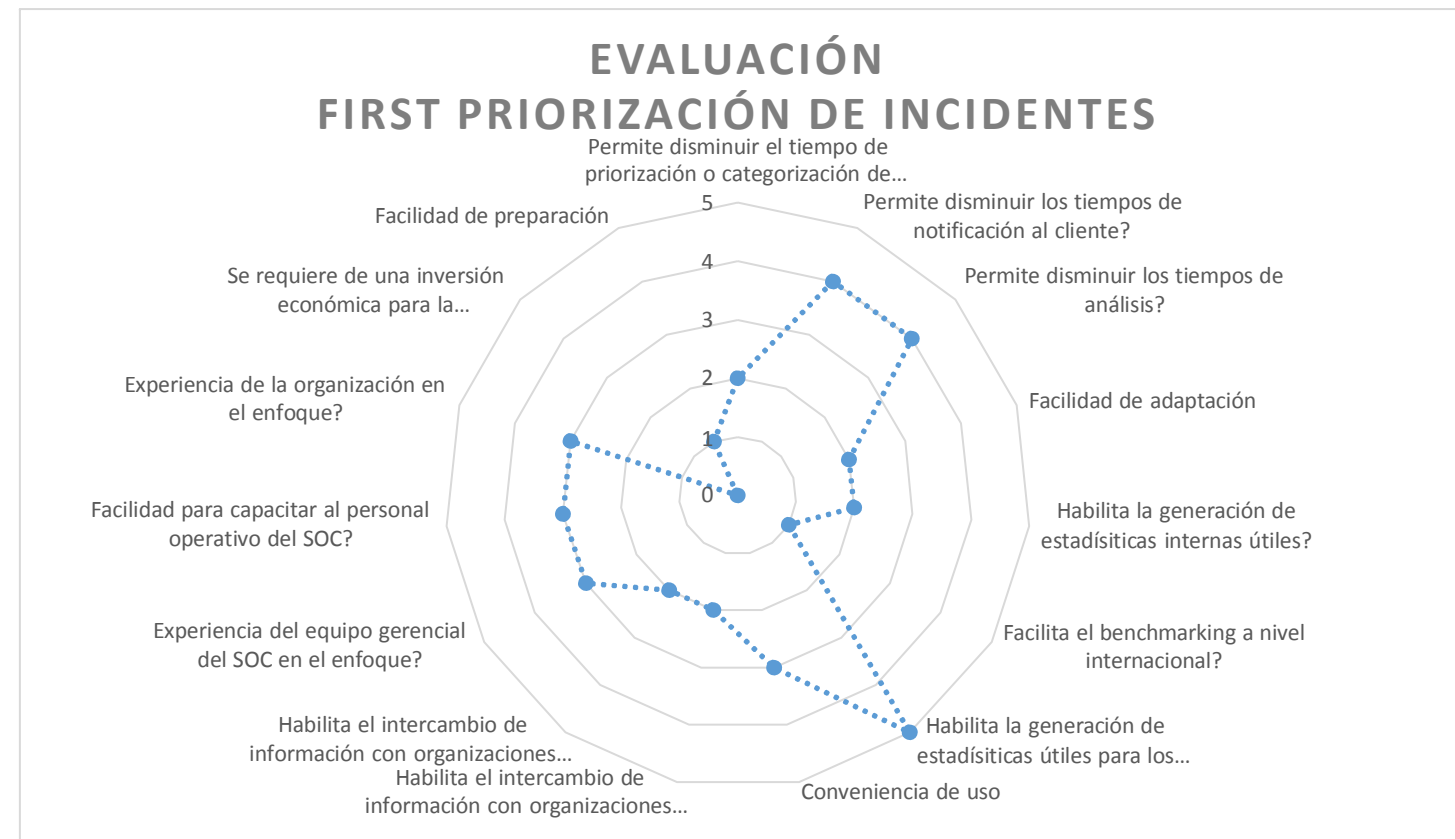 EVALUACIÓN
FIRST PRIORIZACIÓN DE INCIDENTES
Permite disminuir el tiempo de
priorización o categorización de...
Permite disminuir los tiempos de
notificación al cliente?
Permite disminuir los tiempos de
análisis?
Facilidad de adaptación
Habilita la generación de
estadísiticas internas útiles?
Facilita el benchmarking a nivel
internacional?
Habilita la generación de
estadísiticas útiles para los...
Conveniencia de uso
Habilita el intercambio de
información con organizaciones...
Habilita el intercambio de
información con organizaciones...
Experiencia del equipo gerencial
del SOC en el enfoque?
Facilidad para capacitar al personal
operativo del SOC?
Experiencia de la organización en
el enfoque?
Se requiere de una inversión
económica para la...
Facilidad de preparación
5
4
3
2
1
0